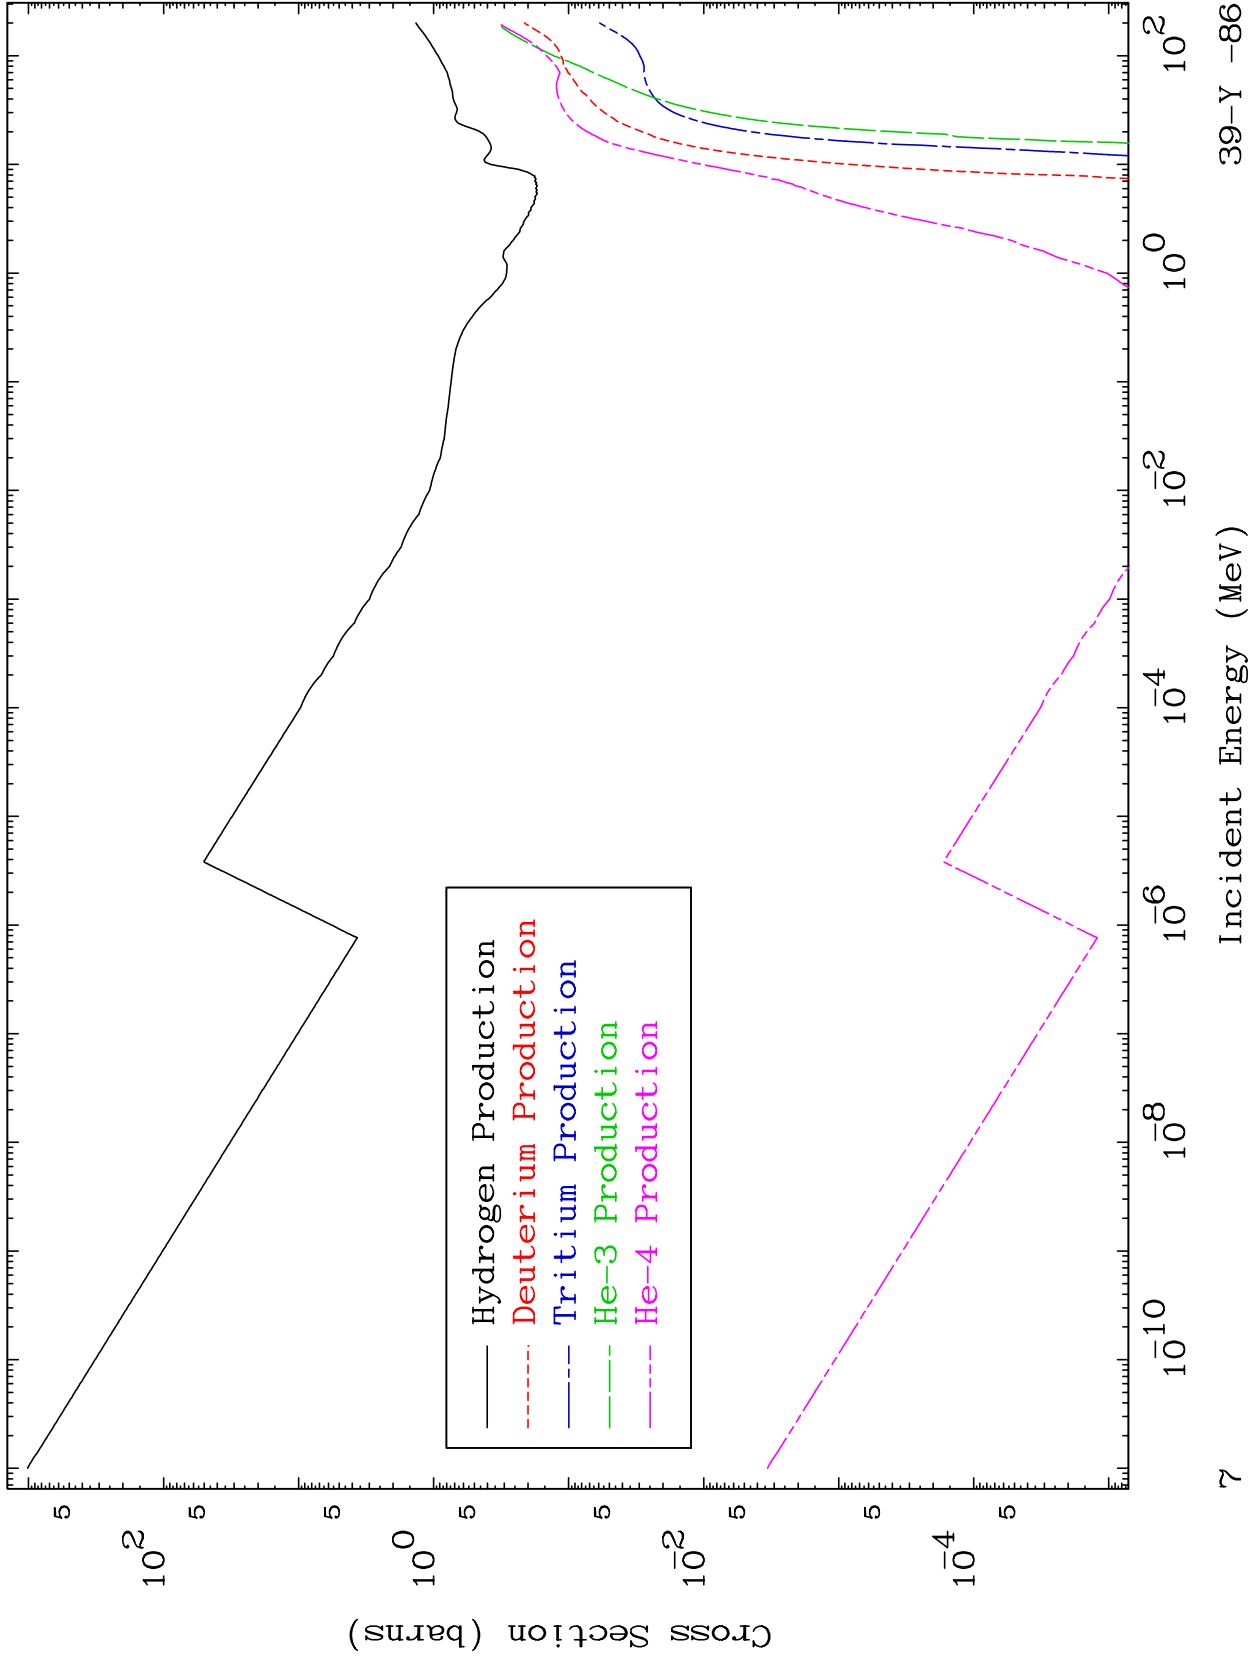 Cross Section (barns)
5
10^2
5
10^0
5
5
10^-2
5
5
10^-4
5
Hydrogen Production
Deuterium Production
Tritium Production
He-3 Production
He-4 Production
10^-10
10^-8
10^-6
10^-4
10^-2
10^0
10^2
7
Incident Energy (MeV)
39-Y -86